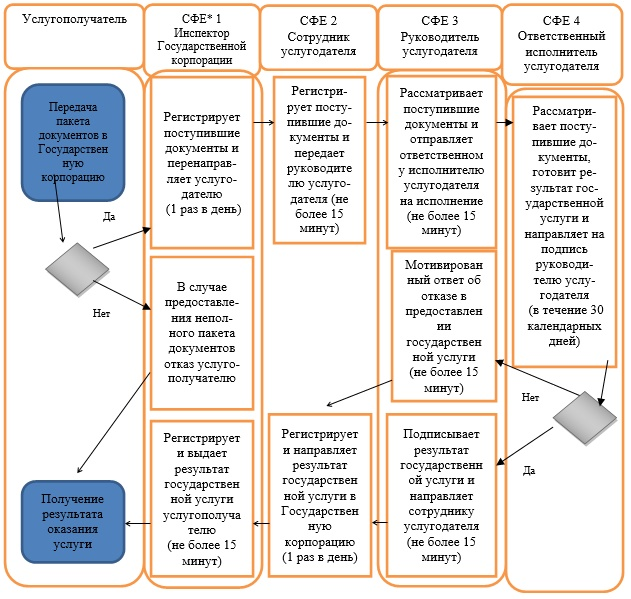 Услугополучатель
СФЕ* 1
Инспектор
Государственной
корпорации
СФЕ 2
Сотрудник
услугодателя
СФЕ 3
Руководитель
услугодателя
СФЕ 4
Ответственный
исполнитель
услугодателя
Передача
пакета
документов в
Государствен
ную
корпорацию
Да
Нет
Регистрирует
поступившие
документы и
перенаправ-
ляет услуго-
дателю
(1 раз в день)
Регистри-
рует посту-
пившие до-
кументы и
передает
руководите
лю услуго-
дателя (не
более 15
минут)
Рассматривает
поступившие
документы и
отправляет
ответственном
у исполнителю
услугодателя
на исполнение
(не более 15
минут)
Рассматри-
вает посту-
пившие до-
кументы,
готовит ре-
зультат гос-
ударственной
услуги и
направляет на
подпись
руководи-
телю услу-
годателя
(в течение 30
календарных
дней)
В случае
предоставле-
ния непол-
ного пакета
документов
отказ услуго-
получателю
Мотивирован
ный ответ об
отказе в
предоставлен
ии
государствен
ной услуги
(не более 15
минут)
Нет
Да
Получение
результата
оказания
услуги
Регистрирует
и выдает
результат
государствен
ной услуги
услугополуча
телю
(не более 15
минут)
Регистрирует
и направляет
результат
государствен
ной услуги в
Государствен
ную
корпорацию
(1 раз в день)
Подписывает
результат
государственн
ой услуги и
направляет
сотруднику
услугодателя
(не более 15
минут)